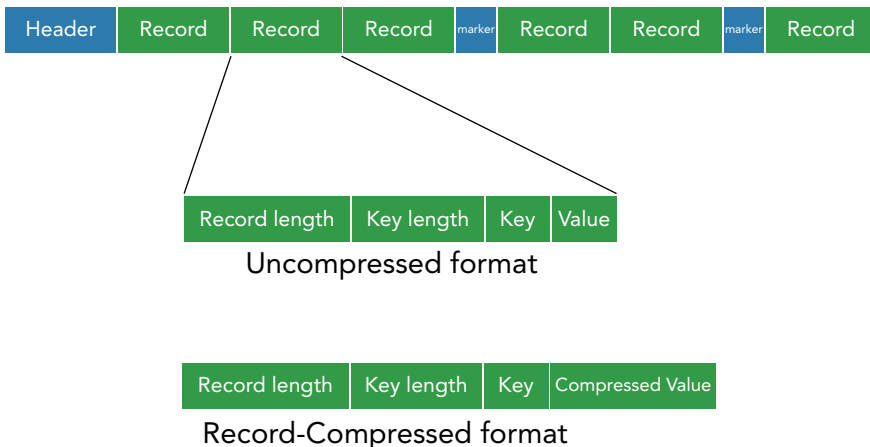 Header Record Record Record marker Record Record marker Record
Record length Key length Key Value
Uncompressed format
Record length Key length Key Compressed Value
Record-Compressed format